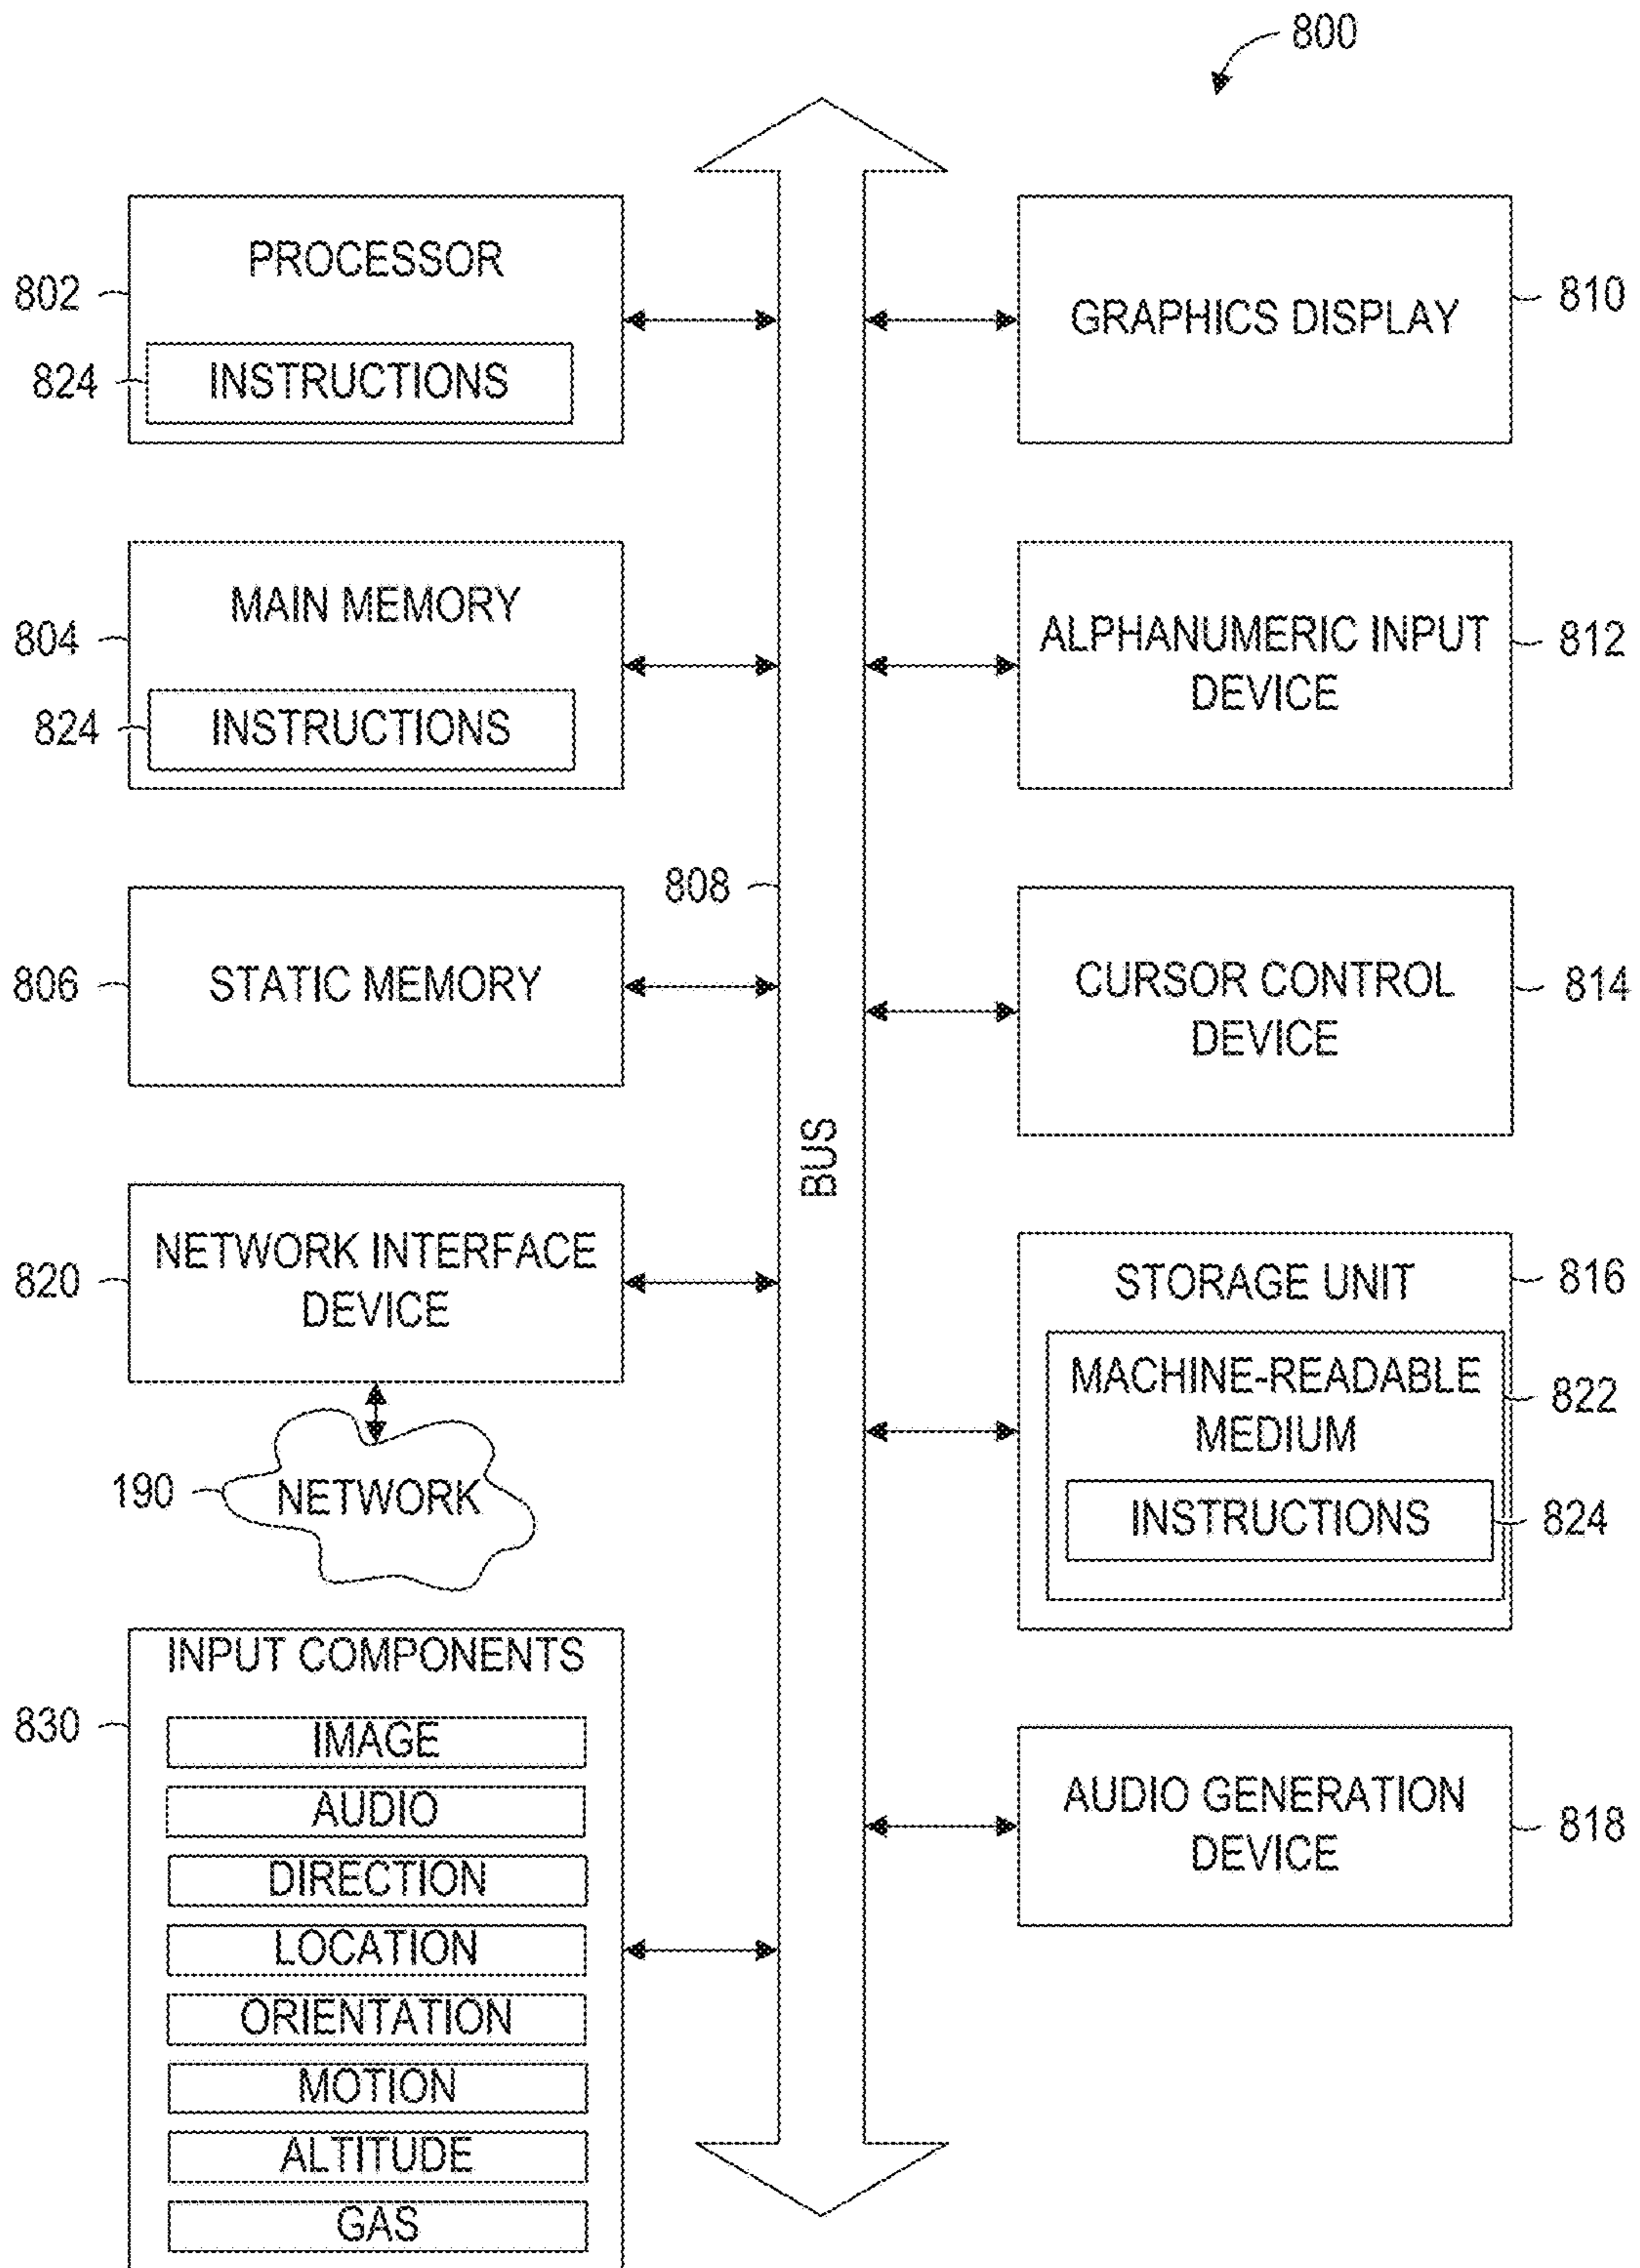 800
PROCESSOR
802
824
INSTRUCTIONS
MAIN MEMORY
804
824
INSTRUCTIONS
STATIC MEMORY
806
808
BUS
NETWORK INTERFACE
DEVICE
820
190
NETWORK
INPUT COMPONENTS
830
IMAGE
AUDIO
DIRECTION
LOCATION
ORIENTATION
MOTION
ALTITUDE
GAS
GRAPHICS DISPLAY
810
ALPHANUMERIC INPUT
DEVICE
812
CURSOR CONTROL
DEVICE
814
STORAGE UNIT
816
MACHINE-READABLE
MEDIUM
822
INSTRUCTIONS
824
AUDIO GENERATION
DEVICE
818